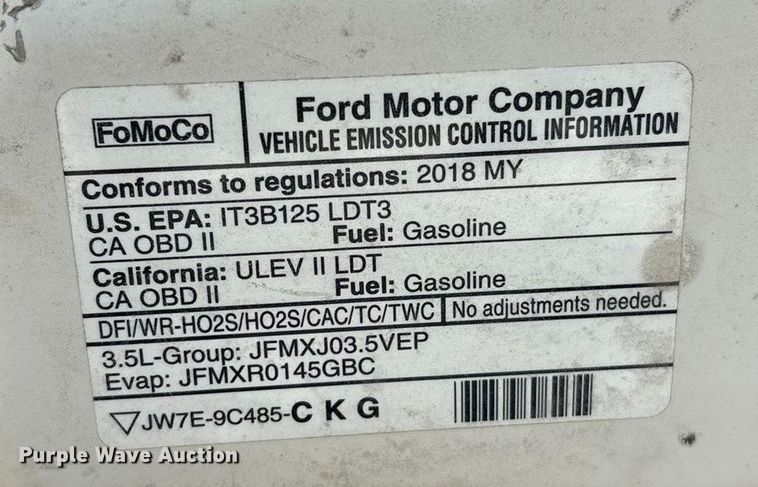 FoMoCo
Ford Motor Company
VEHICLE EMISSION CONTROL INFORMATION
Conforms to regulations: 2018 MY
U.S. EPA: IT3B125 LDT3
CA OBD II Fuel: Gasoline
California: ULEV II LDT
CA OBD II Fuel: Gasoline
DFI/WR-HO2S/HO2S/CAC/TC/TWC No adjustments needed.
3.5L-Group: JFMXJ03.5VEP
Evap: JFMXR0145GBC
JW7E-9C485-C K G
Purple Wave Auction